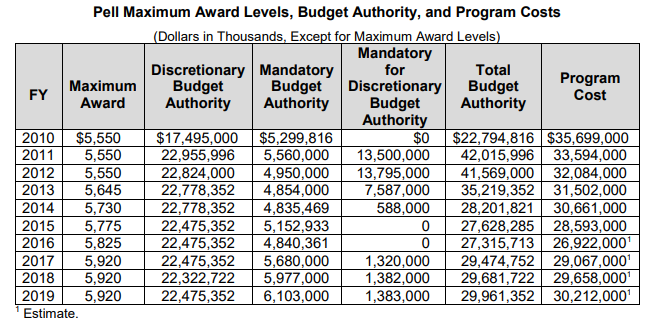 Pell Maximum Award Levels, Budget Authority, and Program Costs
(Dollars in Thousands, Except for Maximum Award Levels)
FY Maximum Award Discretionary Budget Authority Mandatory Budget Authority Mandatory for Discretionary Budget Authority Total Budget Authority Program Cost
2010 $5,550 $17,495,000 $5,299,816 $0 $22,794,816 $35,699,000
2011 5,550 22,955,996 5,560,000 13,500,000 42,015,996 33,594,000
2012 5,550 22,824,000 4,950,000 13,795,000 41,569,000 32,084,000
2013 5,645 22,778,352 4,854,000 7,587,000 35,219,352 31,502,000
2014 5,730 22,778,352 4,835,469 588,000 28,201,821 30,661,000
2015 5,775 22,475,352 5,152,933 0 27,628,285 28,593,000
2016 5,825 22,475,352 4,840,361 0 27,315,713 26,922,000¹
2017 5,920 22,475,352 5,680,000 1,320,000 29,474,752 29,067,000¹
2018 5,920 22,322,722 5,977,000 1,382,000 29,681,722 29,658,000¹
2019 5,920 22,475,352 6,103,000 1,383,000 29,961,352 30,212,000¹
¹ Estimate.